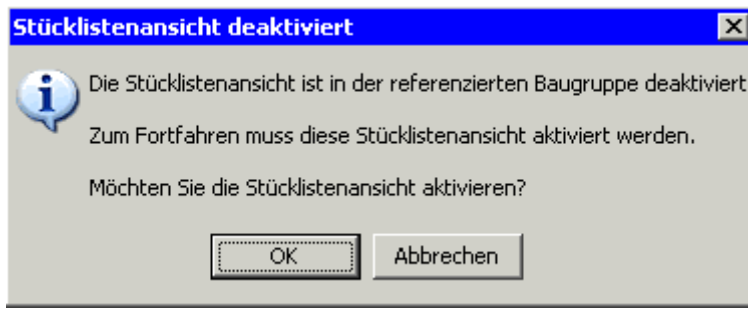 Stücklistenansicht deaktiviert
Die Stücklistenansicht ist in der referenzierten Baugruppe deaktiviert
Zum Fortfahren muss diese Stücklistenansicht aktiviert werden.
Möchten Sie die Stücklistenansicht aktivieren?
OK
Abbrechen